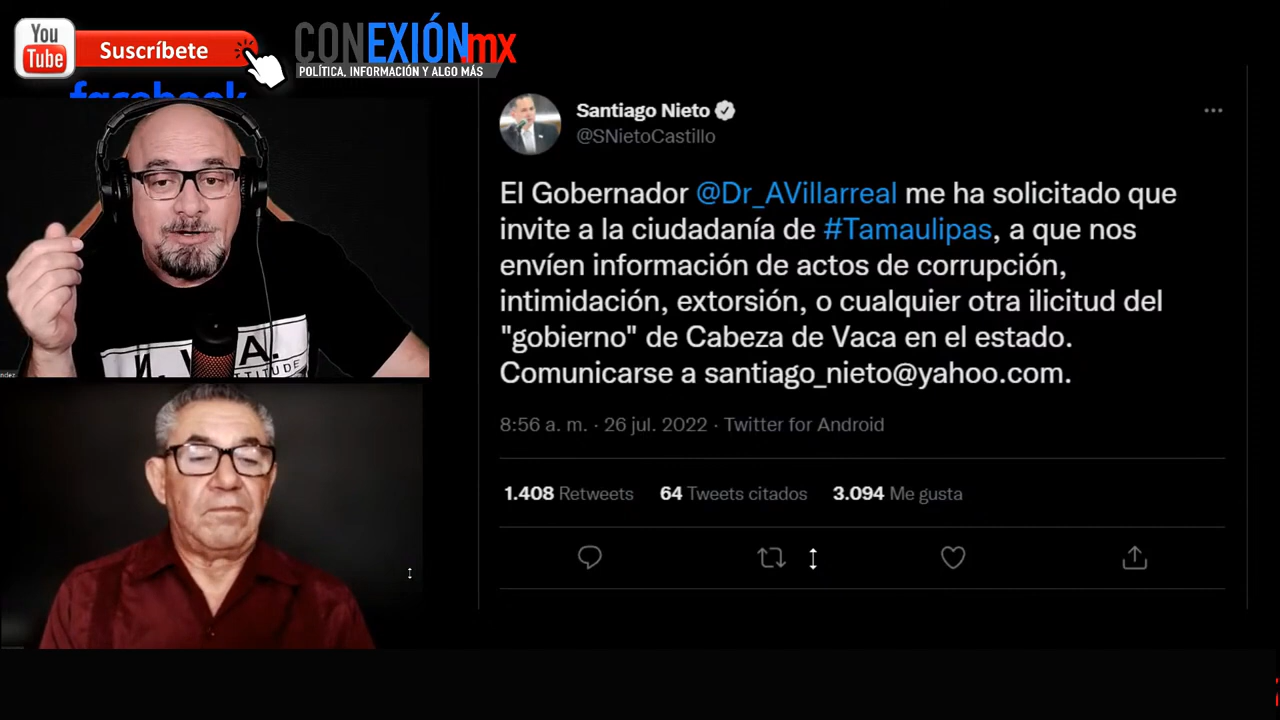 You
Tube
Suscríbete
CONEXIÓN.mx
POLÍTICA, INFORMACIÓN Y ALGO MÁS
facebook
Santiago Nieto
@SNietoCastillo
El Gobernador @Dr_AVillarreal me ha solicitado que
invite a la ciudadanía de #Tamaulipas, a que nos
envíen información de actos de corrupción,
intimidación, extorsión, o cualquier otra ilicitud del
"gobierno" de Cabeza de Vaca en el estado.
Comunicarse a santiago_nieto@yahoo.com.
8:56 a. m. · 26 jul. 2022 · Twitter for Android
1.408 Retweets 64 Tweets citados 3.094 Me gusta